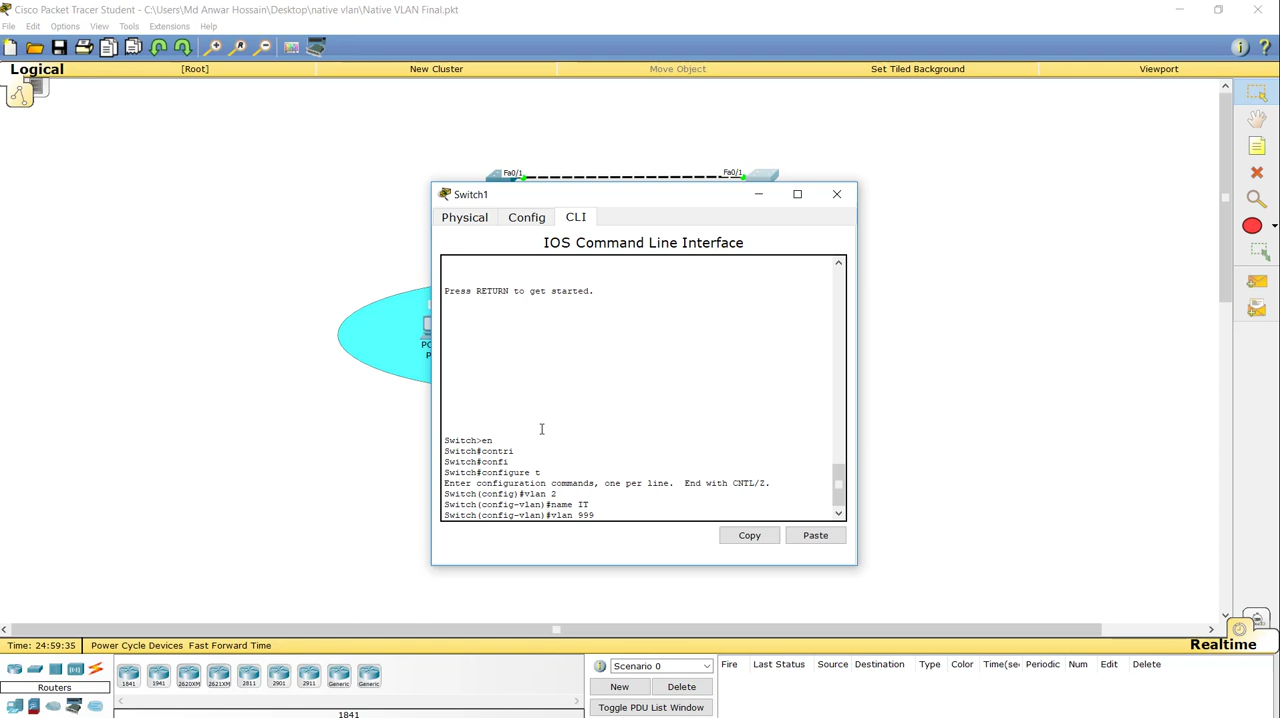 Cisco Packet Tracer Student - C:\Users\Md Anwar Hossain\Desktop\native vlan\Native VLAN Final.pkt
File Edit Options View Tools Extensions Help
Logical [Root] New Cluster Move Object Set Tiled Background Viewport
Fa0/1 Fa0/1
Switch1
Physical Config CLI
IOS Command Line Interface
Press RETURN to get started.
Switch>en
Switch#contri
Switch#confi
Switch#configure t
Enter configuration commands, one per line. End with CNTL/Z.
Switch(config)#vlan 2
Switch(config-vlan)#name IT
Switch(config-vlan)#vlan 999
Copy Paste
Time: 24:59:35 Power Cycle Devices Fast Forward Time Realtime
Scenario 0 Fire Last Status Source Destination Type Color Time(se Periodic Num Edit Delete
1841 1941 2620XM 2621XM 2811 2901 2911 Generic Generic
Routers New Delete
Toggle PDU List Window
1841